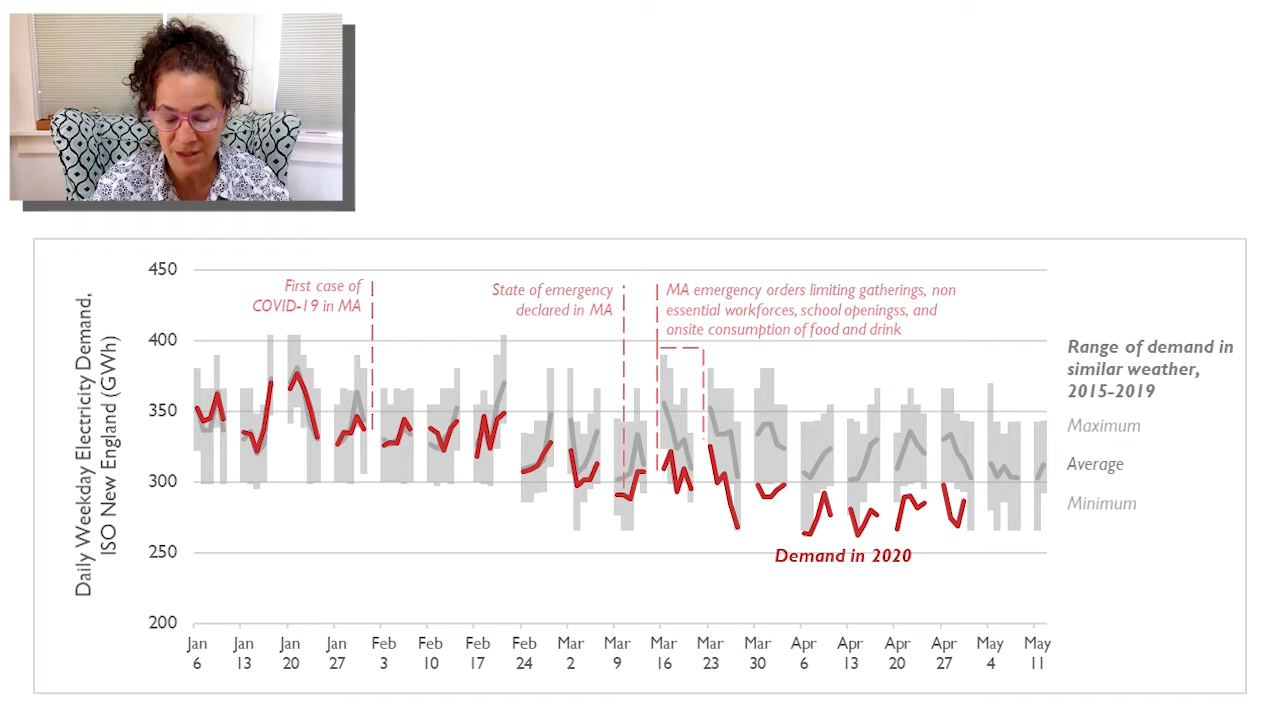 450
400
350
300
250
200
Daily Weekday Electricity Demand,
ISO New England (GWh)
First case of
COVID-19 in MA
State of emergency
declared in MA
MA emergency orders limiting gatherings, non
essential workforces, school openingss, and
onsite consumption of food and drink
Range of demand in
similar weather,
2015-2019
Maximum
Average
Minimum
Demand in 2020
Jan Jan Jan Jan Feb Feb Feb Feb Mar Mar Mar Mar Mar Apr Apr Apr Apr May May
6 13 20 27 3 10 17 24 2 9 16 23 30 6 13 20 27 4 11